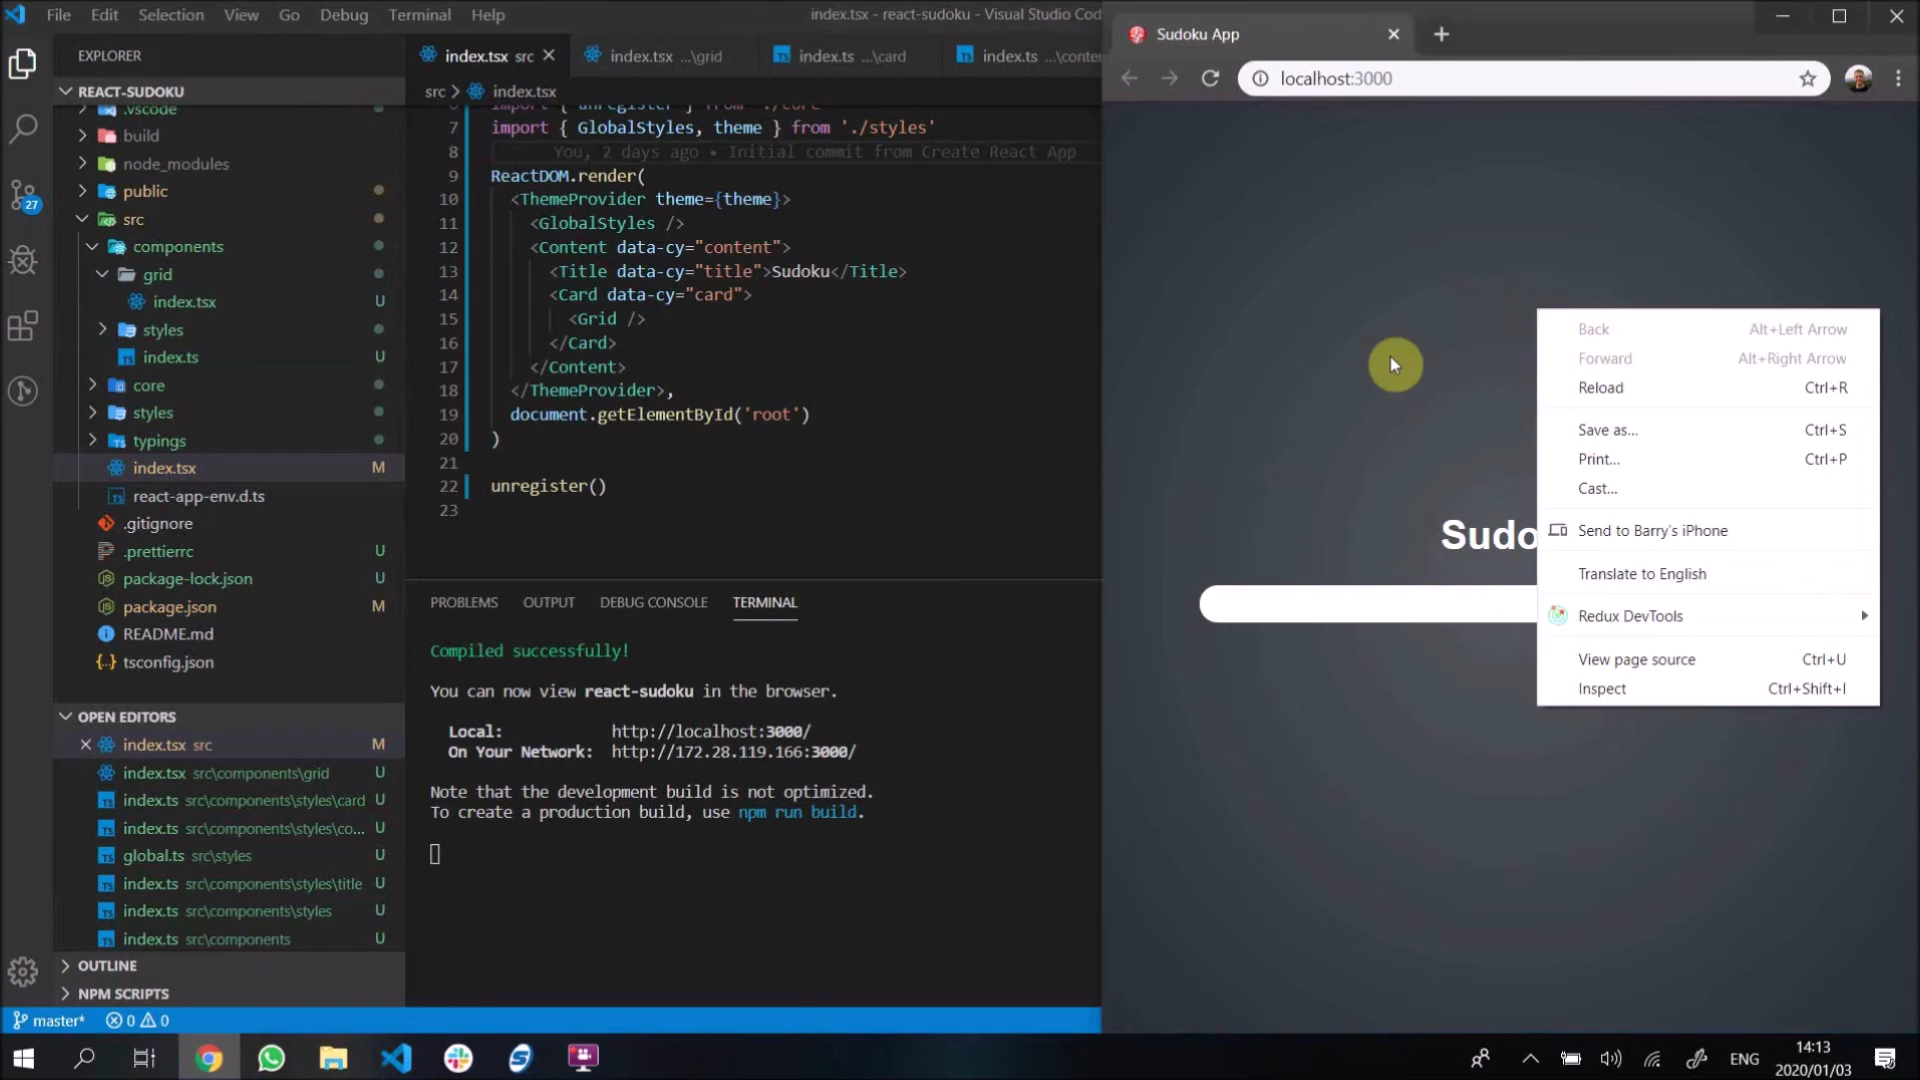 File Edit Selection View Go Debug Terminal Help
index.tsx - react-sudoku - Visual Studio Cod
EXPLORER
REACT-SUDOKU
.vscode
build
node_modules
public
src
components
grid
index.tsx U
styles
index.ts U
core
styles
typings
index.tsx M
react-app-env.d.ts
.gitignore
.prettierrc U
package-lock.json U
package.json M
README.md
tsconfig.json
27
OPEN EDITORS
index.tsx src M
index.tsx src\components\grid U
index.ts src\components\styles\card U
index.ts src\components\styles\co... U
global.ts src\styles U
index.ts src\components\styles\title U
index.ts src\components\styles U
index.ts src\components U
OUTLINE
NPM SCRIPTS
master* 0 0
index.tsx src index.tsx ...\grid index.ts ...\card index.ts ...\conten
src > index.tsx
import { unregister } from './core'
7 import { GlobalStyles, theme } from './styles'
8 You, 2 days ago • Initial commit from Create React App
9 ReactDOM.render(
10 <ThemeProvider theme={theme}>
11 <GlobalStyles />
12 <Content data-cy="content">
13 <Title data-cy="title">Sudoku</Title>
14 <Card data-cy="card">
15 <Grid />
16 </Card>
17 </Content>
18 </ThemeProvider>,
19 document.getElementById('root')
20 )
21
22 unregister()
23
PROBLEMS OUTPUT DEBUG CONSOLE TERMINAL
Compiled successfully!
You can now view react-sudoku in the browser.
Local: http://localhost:3000/
On Your Network: http://172.28.119.166:3000/
Note that the development build is not optimized.
To create a production build, use npm run build.
Sudoku App
localhost:3000
Sudo
Back Alt+Left Arrow
Forward Alt+Right Arrow
Reload Ctrl+R
Save as... Ctrl+S
Print... Ctrl+P
Cast...
Send to Barry's iPhone
Translate to English
Redux DevTools
View page source Ctrl+U
Inspect Ctrl+Shift+I
ENG
14:13
2020/01/03